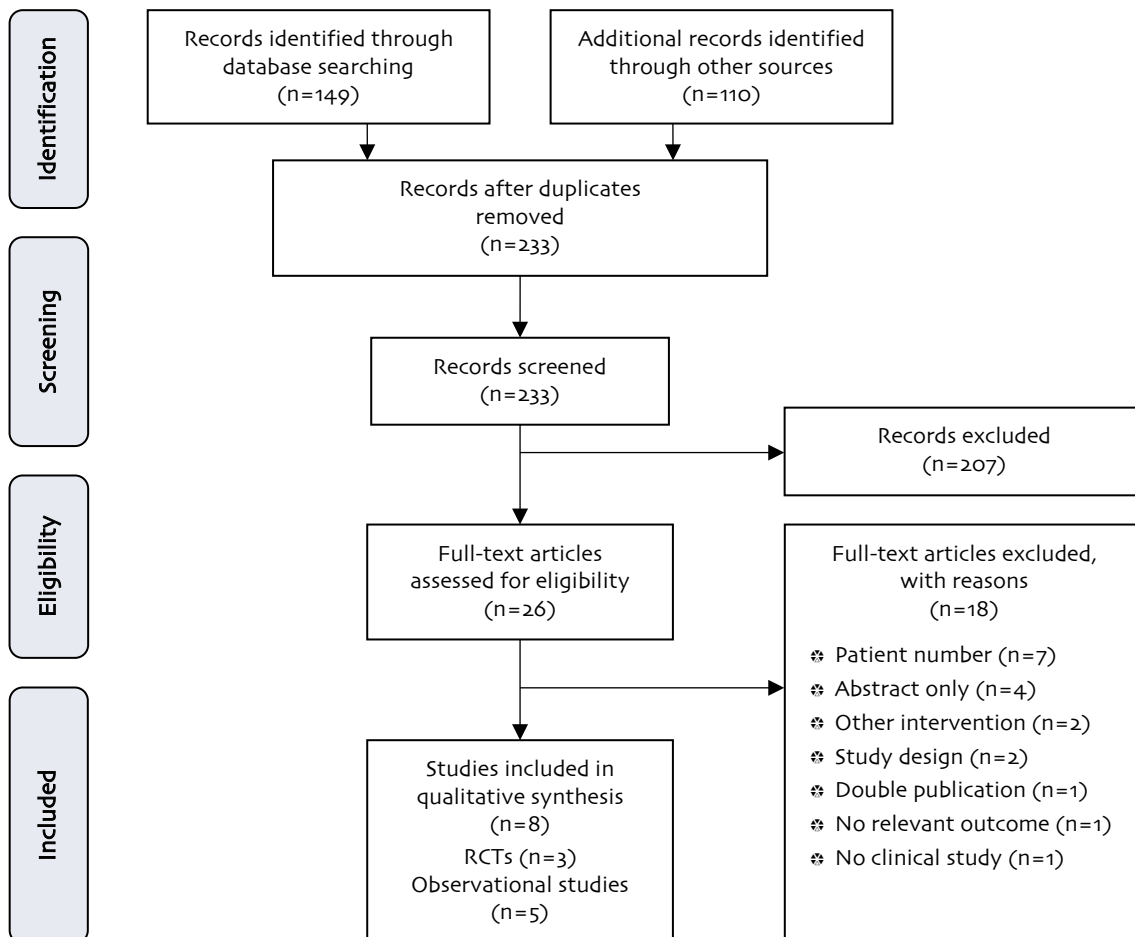 Identification
Records identified through
database searching
(n=149)
Additional records identified
through other sources
(n=110)
Records after duplicates
removed
(n=233)
Screening
Records screened
(n=233)
Records excluded
(n=207)
Eligibility
Full-text articles
assessed for eligibility
(n=26)
Full-text articles excluded,
with reasons
(n=18)
Patient number (n=7)
Abstract only (n=4)
Other intervention (n=2)
Study design (n=2)
Double publication (n=1)
No relevant outcome (n=1)
No clinical study (n=1)
Included
Studies included in
qualitative synthesis
(n=8)
RCTs (n=3)
Observational studies
(n=5)